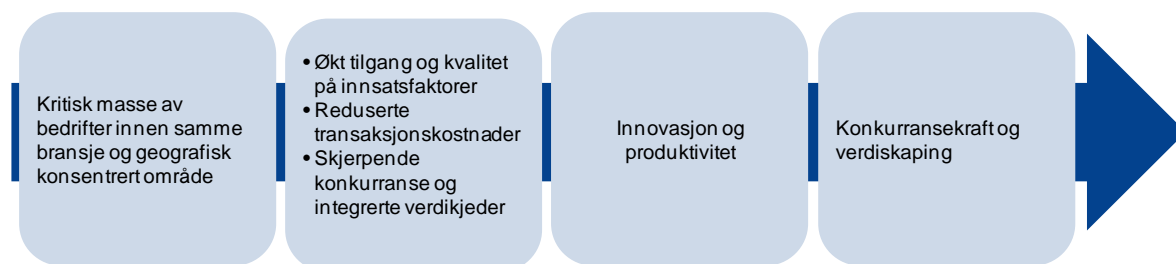 Kritisk masse av
bedrifter innen samme
bransje og geografisk
konsentrert område
• Økt tilgang og kvalitet
på innsatsfaktorer
• Reduserte
transaksjonskostnader
• Skjerpende
konkurranse og
integrerte verdikjeder
Innovasjon og
produktivitet
Konkurransekraft og
verdiskaping